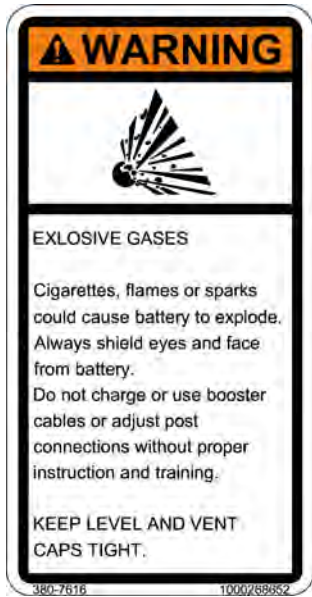 WARNING
EXLOSIVE GASES
Cigarettes, flames or sparks
could cause battery to explode.
Always shield eyes and face
from battery.
Do not charge or use booster
cables or adjust post
connections without proper
instruction and training.
KEEP LEVEL AND VENT
CAPS TIGHT.
380-7616 1000268652